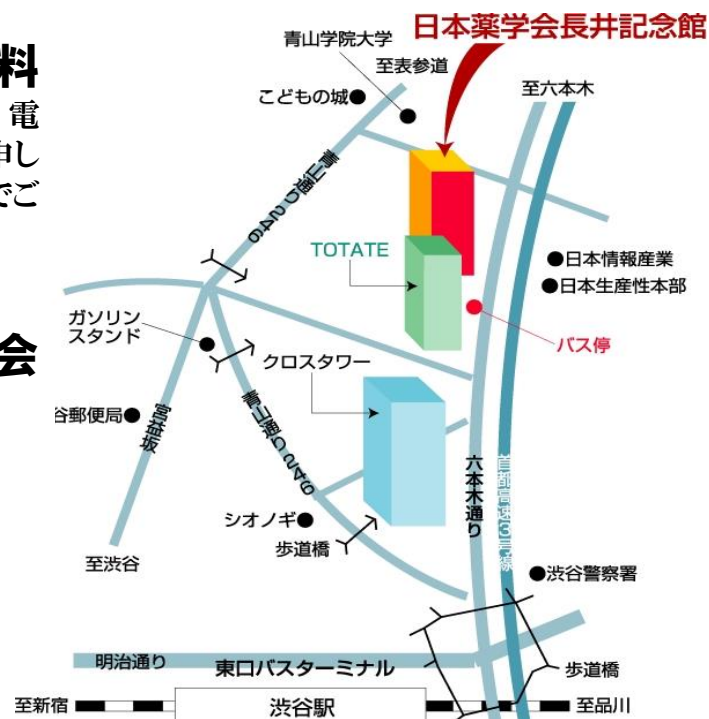 料
電
申し
でご
会
日本薬学会長井記念館
青山学院大学
至表参道
こどもの城
至六本木
青山通り246
TOTATE
日本情報産業
日本生産性本部
ガソリン
スタンド
バス停
クロスタワー
谷郵便局
宮益坂
青山通り246
六本木通り
首都高速3号線
シオノギ
歩道橋
至渋谷
渋谷警察署
明治通り
東口バスターミナル
歩道橋
至新宿
渋谷駅
至品川